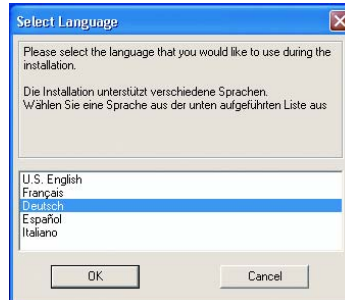 Select Language
Please select the language that you would like to use during the
installation.
Die Installation unterstützt verschiedene Sprachen.
Wählen Sie eine Sprache aus der unten aufgeführten Liste aus
U.S. English
Français
Deutsch
Español
Italiano
OK Cancel